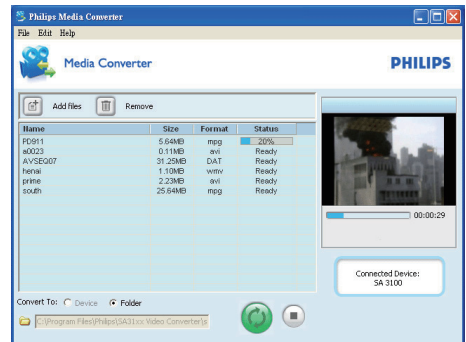 Philips Media Converter
File Edit Help
Media Converter
PHILIPS
Add files Remove
Name Size Format Status
PD911 5.64MB mpg 20%
a0023 0.11MB avi Ready
AVSEQ07 31.25MB DAT Ready
henai 1.10MB wmv Ready
prime 2.23MB avi Ready
south 25.64MB mpg Ready
00:00:29
Connected Device:
SA 3100
Convert To: Device Folder
C:\Program Files\Philips\SA31xx Video Converter\s